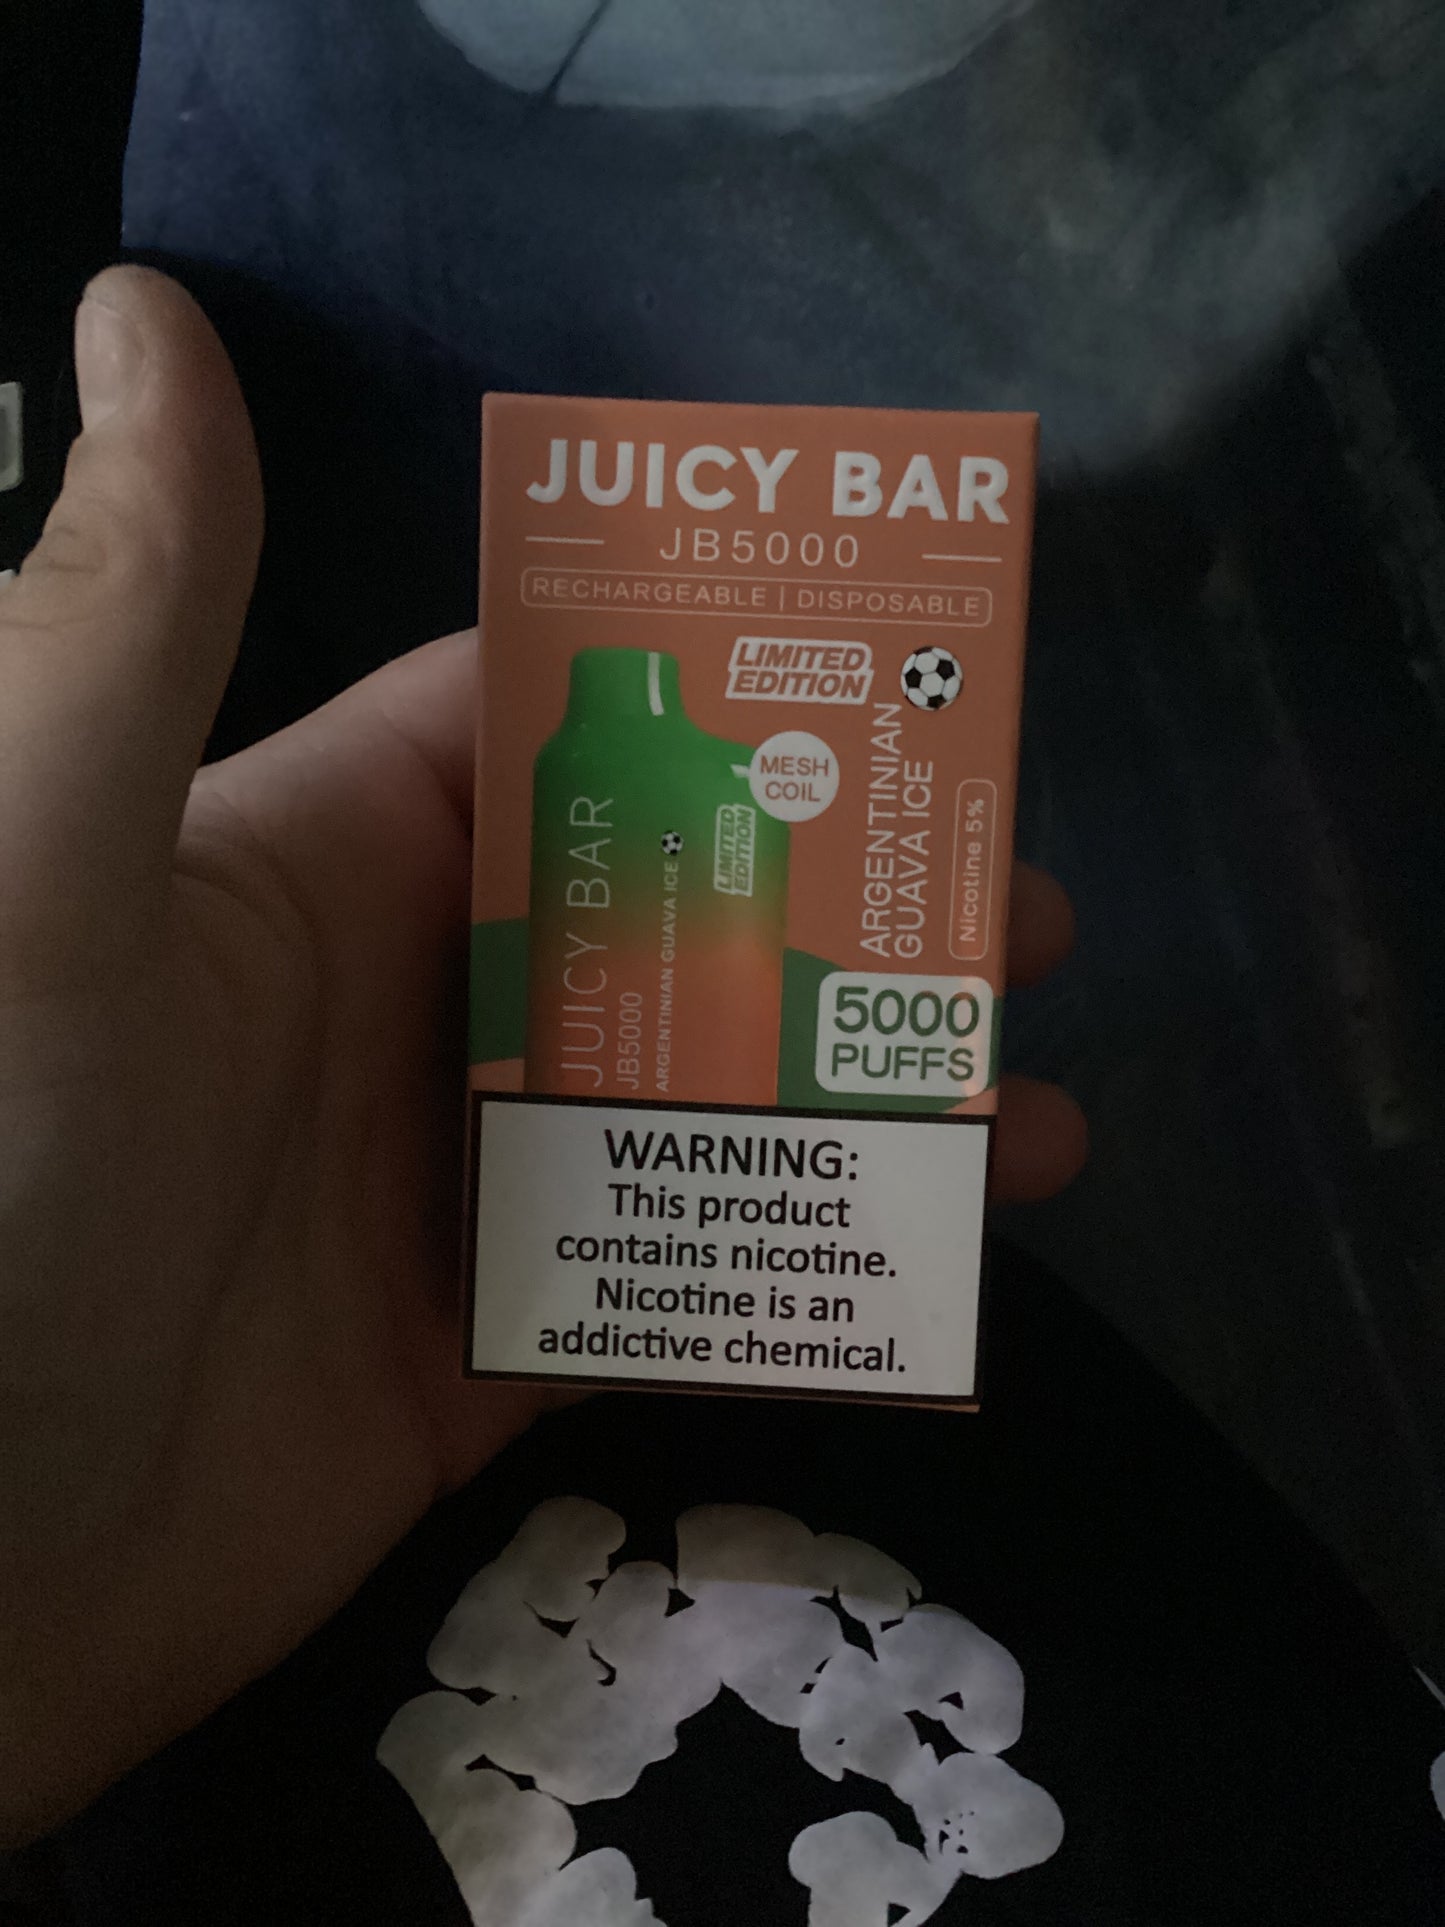 JUICY BAR
JB5000
RECHARGEABLE | DISPOSABLE
LIMITED
EDITION
MESH
COIL
ARGENTINIAN
GUAVA ICE
Nicotine 5%
JUICY BAR
JB5000
ARGENTINIAN GUAVA ICE
LIMITED
EDITION
5000
PUFFS
WARNING:
This product
contains nicotine.
Nicotine is an
addictive chemical.